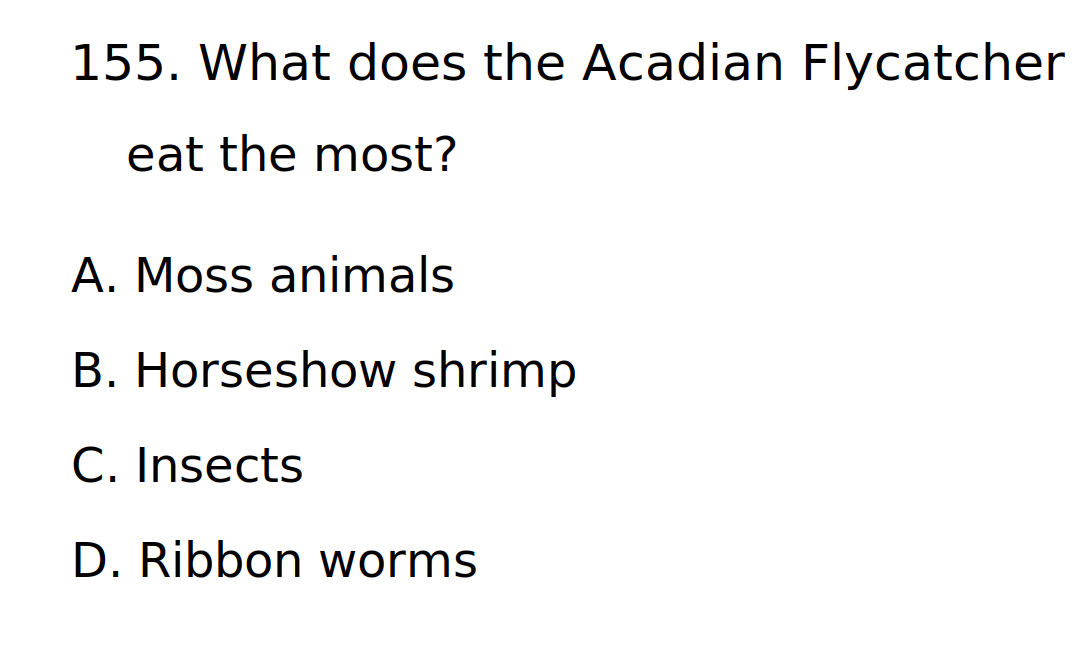 155. What does the Acadian Flycatcher
eat the most?
A. Moss animals
B. Horseshow shrimp
C. Insects
D. Ribbon worms